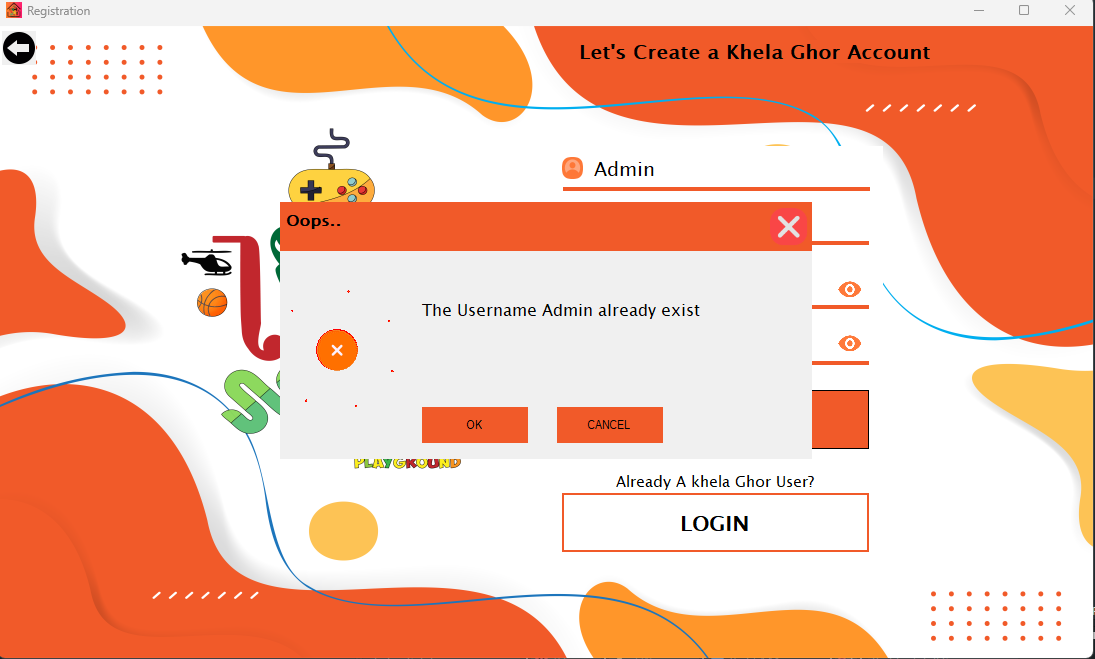 Registration
Let's Create a Khela Ghor Account
Admin
Oops..
The Username Admin already exist
OK
CANCEL
PLAYGROUND
Already A khela Ghor User?
LOGIN